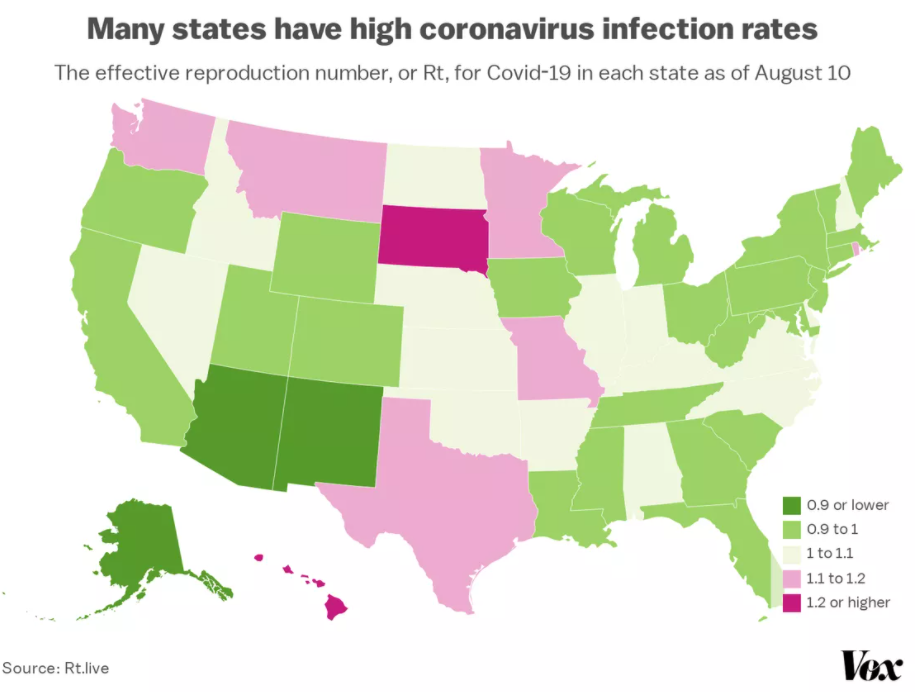 Many states have high coronavirus infection rates
The effective reproduction number, or Rt, for Covid-19 in each state as of August 10
0.9 or lower
0.9 to 1
1 to 1.1
1.1 to 1.2
1.2 or higher
Source: Rt.live
Vox